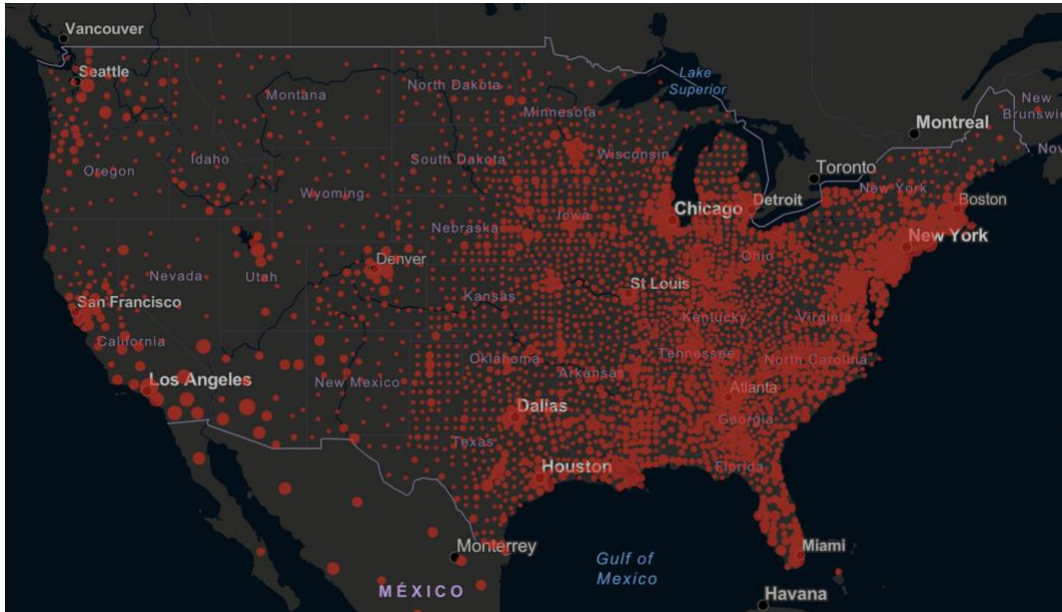 Vancouver
Seattle
Montana
North Dakota
Minnesota
Lake
Superior
Montreal
New
Brunswic
Nov
Oregon
Idaho
South Dakota
Wisconsin
Toronto
Wyoming
New York
Boston
Chicago
Detroit
Iowa
Nebraska
New York
Nevada
Utah
Denver
Ohio
San Francisco
St Louis
Kansas
Kentucky
Virginia
California
Tennessee
North Carolina
Oklahoma
Arkansas
Los Angeles
New Mexico
Atlanta
Dallas
Georgia
Texas
Houston
Florida
Monterrey
Gulf of
Mexico
Miami
MÉXICO
Havana